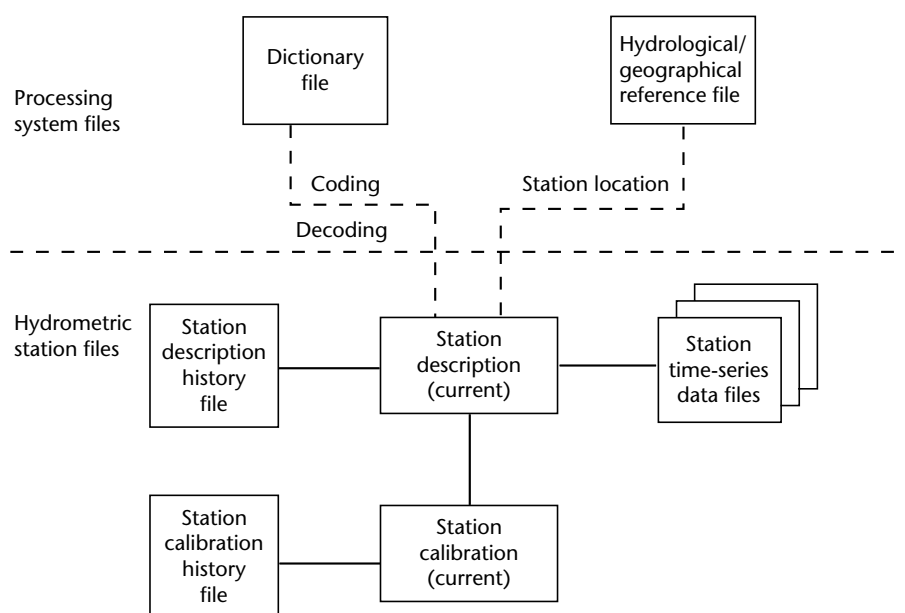 Dictionary
file
Hydrological/
geographical
reference file
Processing
system files
Coding
Station location
Decoding
Hydrometric
station files
Station
description
history
file
Station
description
(current)
Station
time-series
data files
Station
calibration
history
file
Station
calibration
(current)